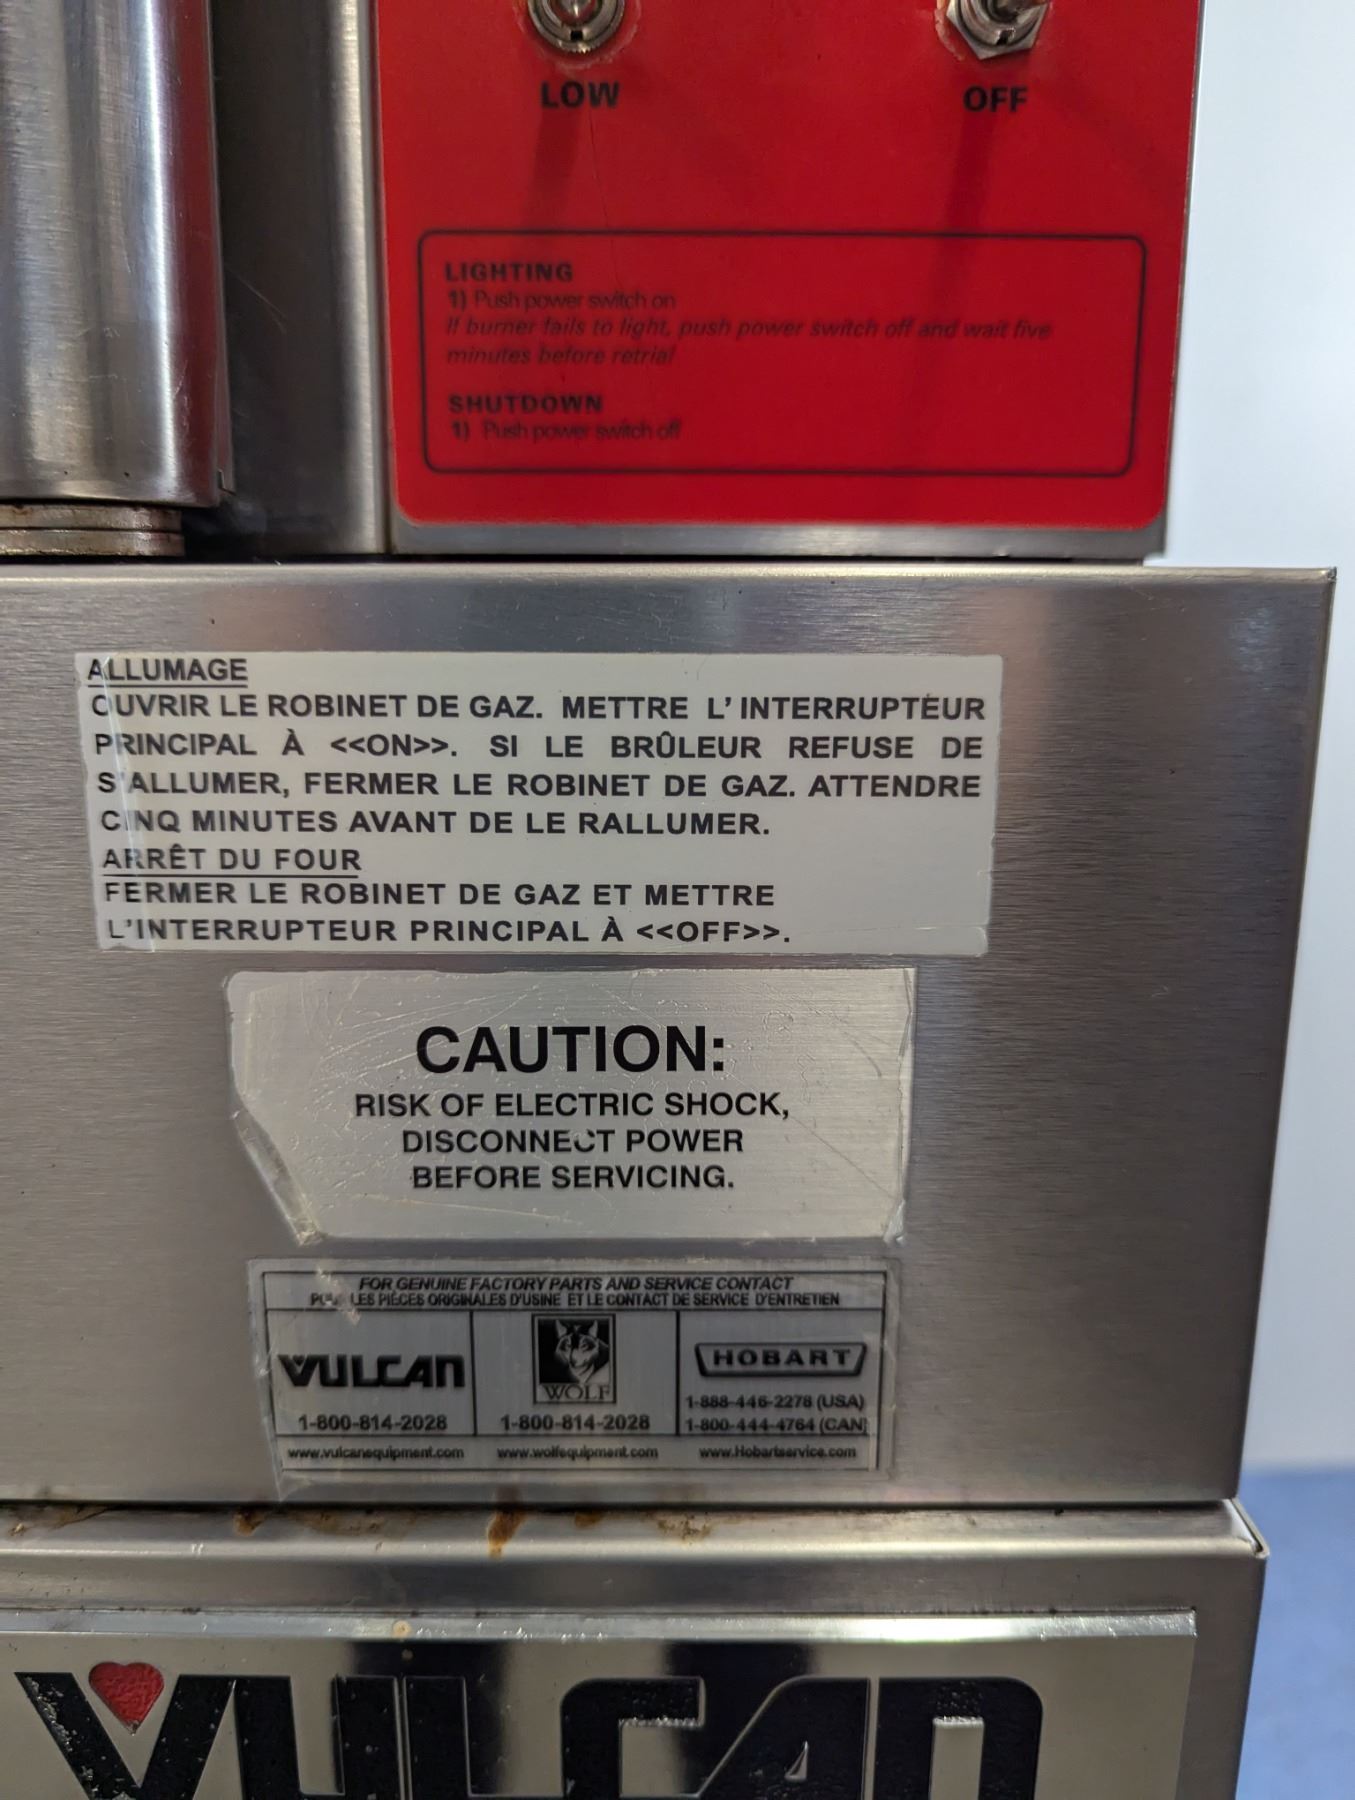 LOW
OFF
LIGHTING
1) Push power switch on
If burner fails to light, push power switch off and wait five
minutes before retrial
SHUTDOWN
1) Push power switch off
ALLUMAGE
OUVRIR LE ROBINET DE GAZ. METTRE L'INTERRUPTEUR
PRINCIPAL À <<ON>>. SI LE BRÛLEUR REFUSE DE
S'ALLUMER, FERMER LE ROBINET DE GAZ. ATTENDRE
CINQ MINUTES AVANT DE LE RALLUMER.
ARRÊT DU FOUR
FERMER LE ROBINET DE GAZ ET METTRE
L'INTERRUPTEUR PRINCIPAL À <<OFF>>.
CAUTION:
RISK OF ELECTRIC SHOCK,
DISCONNECT POWER
BEFORE SERVICING.
FOR GENUINE FACTORY PARTS AND SERVICE CONTACT
POUR LES PIÈCES ORIGINALES D'USINE ET LE CONTACT DE SERVICE D'ENTRETIEN
VULCAN
1-800-814-2028
www.vulcanequipment.com
WOLF
1-800-814-2028
www.wolfequipment.com
HOBART
1-888-446-2278 (USA)
1-800-444-4764 (CAN)
www.Hobartservice.com
VULCAN